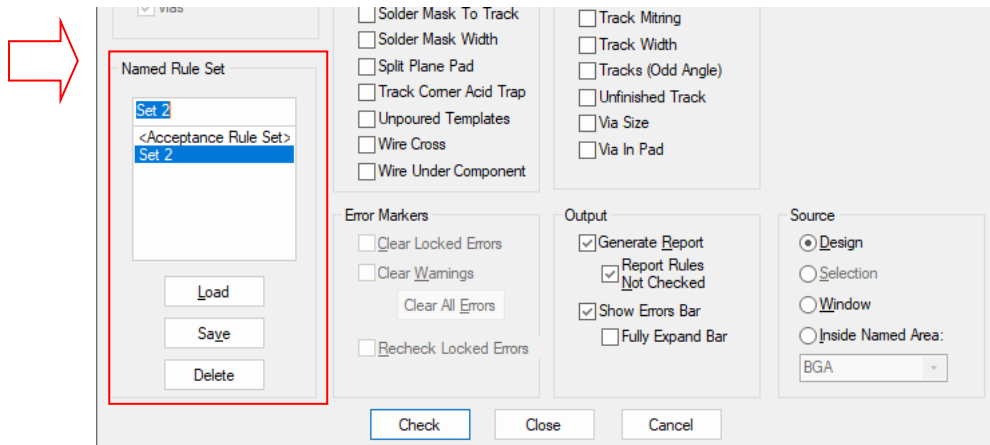 Vias
Named Rule Set
Set 2
<Acceptance Rule Set>
Set 2
Load
Save
Delete
Solder Mask To Track
Solder Mask Width
Split Plane Pad
Track Corner Acid Trap
Unpoured Templates
Wire Cross
Wire Under Component
Track Mitring
Track Width
Tracks (Odd Angle)
Unfinished Track
Via Size
Via In Pad
Error Markers
Clear Locked Errors
Clear Warnings
Clear All Errors
Recheck Locked Errors
Output
Generate Report
Report Rules
Not Checked
Show Errors Bar
Fully Expand Bar
Source
Design
Selection
Window
Inside Named Area:
BGA
Check
Close
Cancel